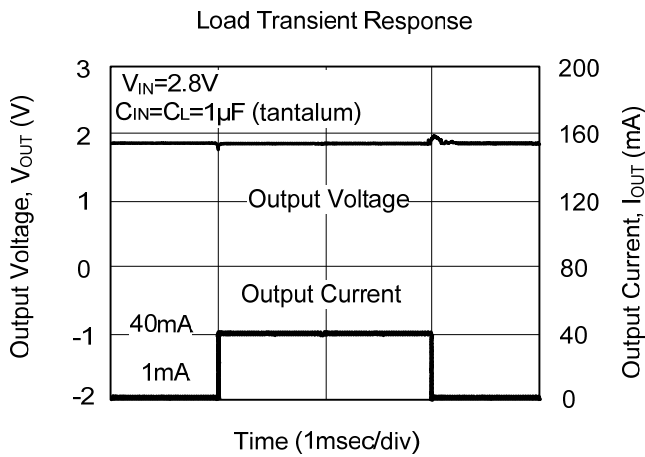 Load Transient Response
Output Voltage, VOUT (V)
3
2
1
0
-1
-2
VIN=2.8V
CIN=CL=1µF (tantalum)
Output Voltage
Output Current
40mA
1mA
200
160
120
80
40
0
Output Current, IOUT (mA)
Time (1msec/div)